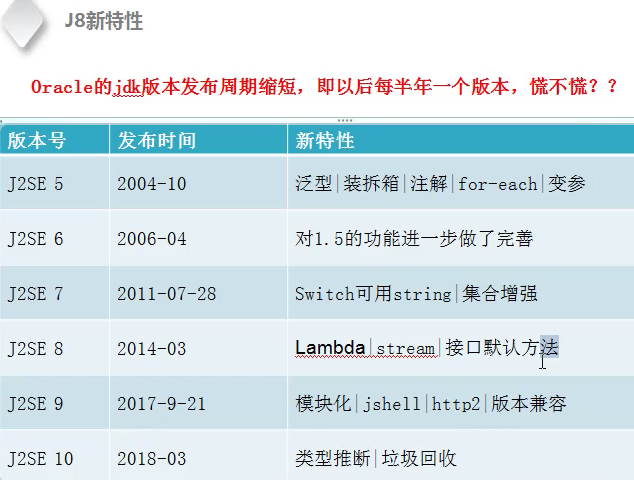 J8新特性
Oracle的jdk版本发布周期缩短，即以后每半年一个版本，慌不慌？？
版本号 发布时间 新特性
J2SE 5 2004-10 泛型|装拆箱|注解|for-each|变参
J2SE 6 2006-04 对1.5的功能进一步做了完善
J2SE 7 2011-07-28 Switch可用string|集合增强
J2SE 8 2014-03 Lambda|stream|接口默认方法
J2SE 9 2017-9-21 模块化|jshell|http2|版本兼容
J2SE 10 2018-03 类型推断|垃圾回收